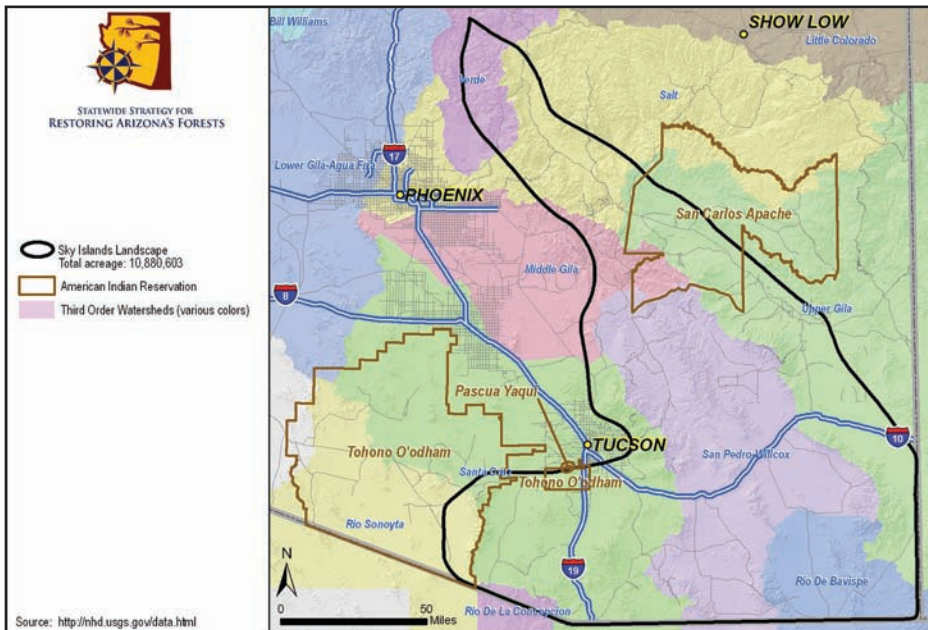 STATEWIDE STRATEGY FOR
RESTORING ARIZONA'S FORESTS
Sky Islands Landscape
Total acreage: 10,880,603
American Indian Reservation
Third Order Watersheds (various colors)
Source: http://nhd.usgs.gov/data.html
Bill Williams
SHOW LOW
Little Colorado
Verde
Salt
17
Lower Gila-Agua Fria
PHOENIX
San Carlos Apache
Middle Gila
8
Upper Gila
Pascua Yaqui
10
TUCSON
Tohono O'odham
San Pedro-Willcox
Santa Cruz
Tohono O'odham
Rio Sonoyta
N
19
Rio De Bavispe
0
50
Rio De La Concepcion
Miles